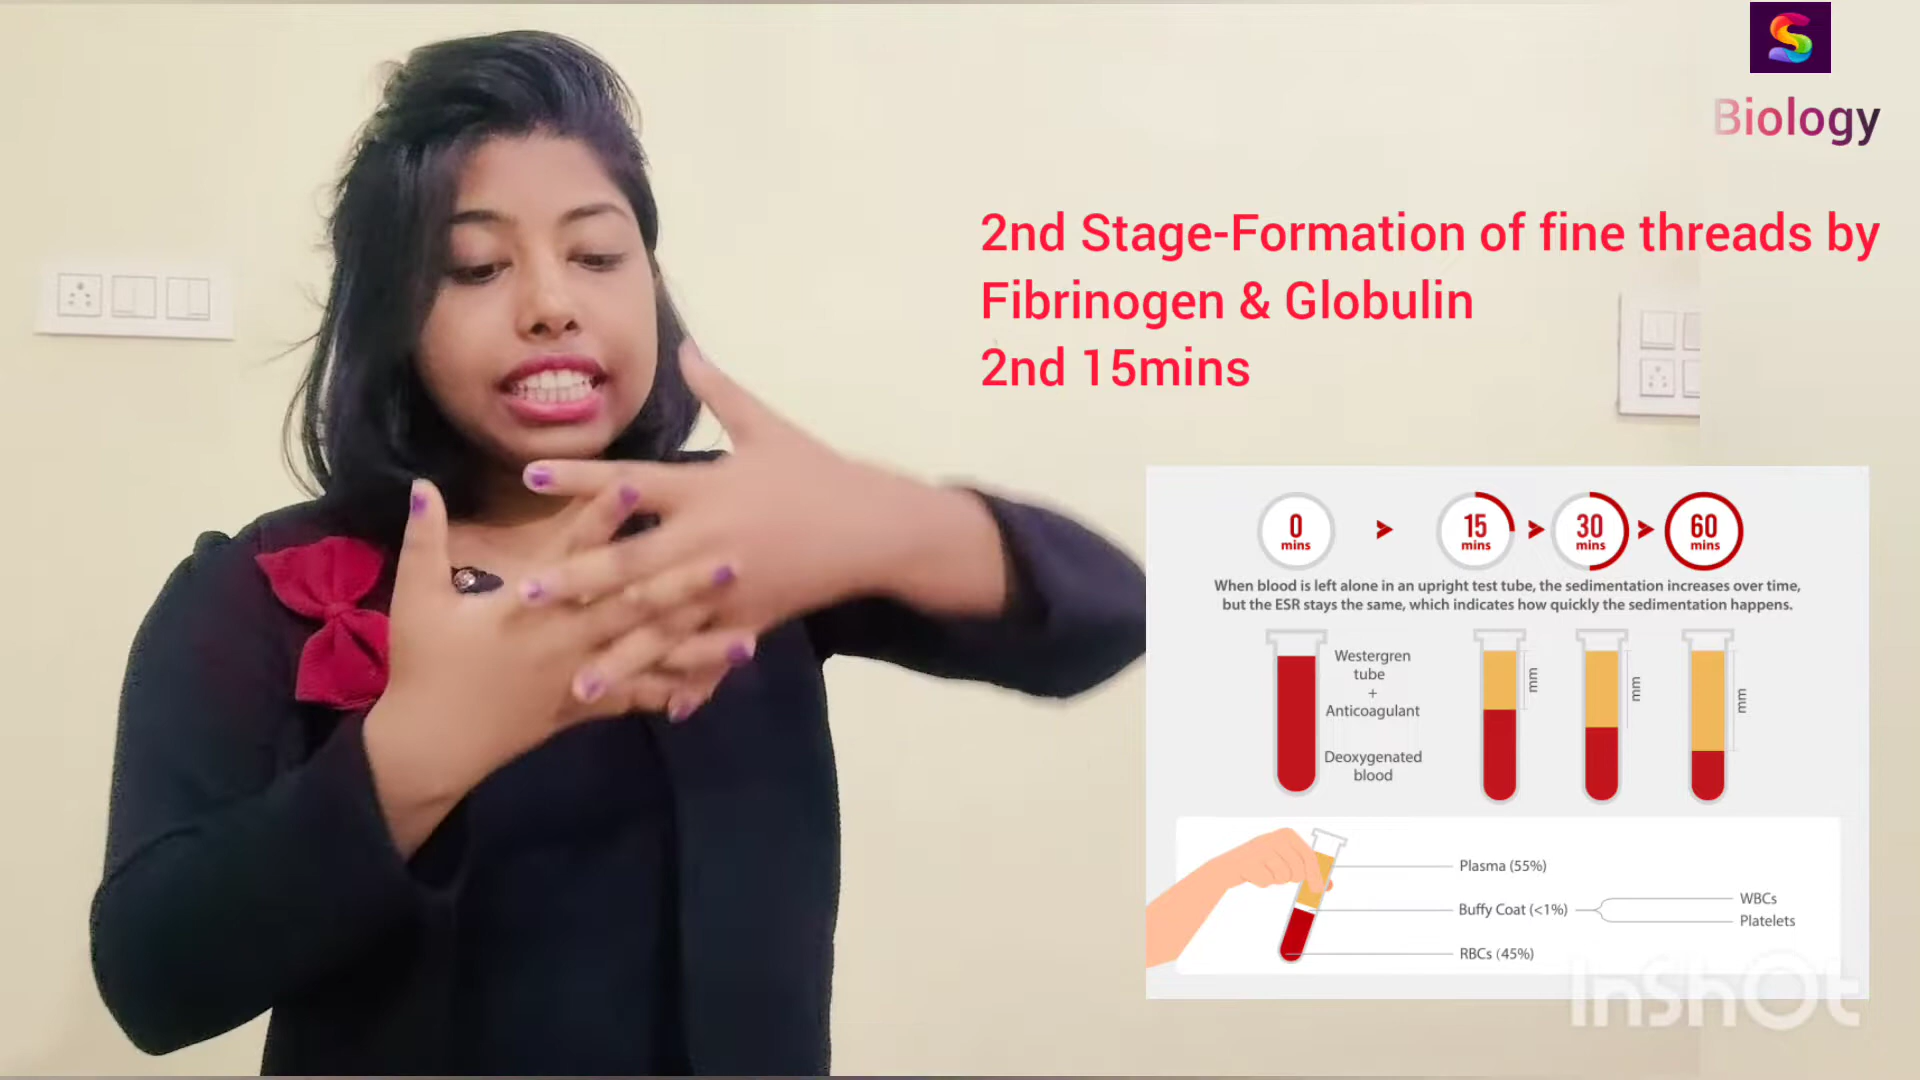 S
Biology
2nd Stage-Formation of fine threads by
Fibrinogen & Globulin
2nd 15mins
0 mins > 15 mins > 30 mins > 60 mins
When blood is left alone in an upright test tube, the sedimentation increases over time,
but the ESR stays the same, which indicates how quickly the sedimentation happens.
Westergren
tube
+
Anticoagulant
Deoxygenated
blood
mm
mm
mm
Plasma (55%)
Buffy Coat (<1%)
WBCs
Platelets
RBCs (45%)
InShOt